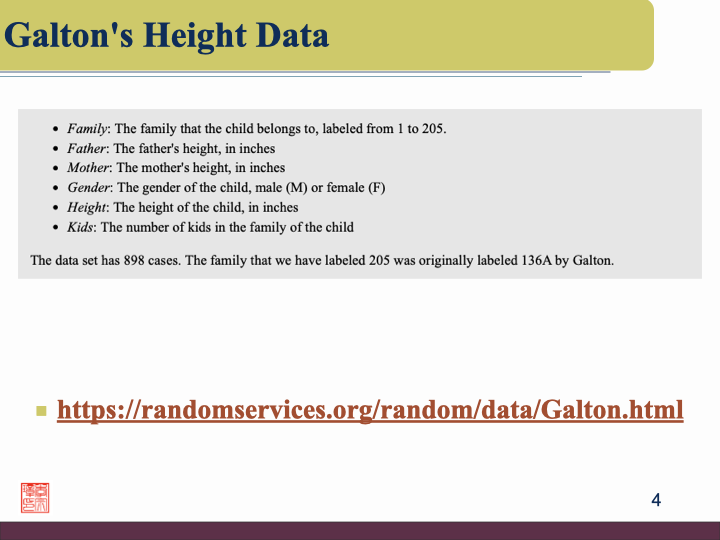 Galton's Height Data
• Family: The family that the child belongs to, labeled from 1 to 205.
• Father: The father's height, in inches
• Mother: The mother's height, in inches
• Gender: The gender of the child, male (M) or female (F)
• Height: The height of the child, in inches
• Kids: The number of kids in the family of the child
The data set has 898 cases. The family that we have labeled 205 was originally labeled 136A by Galton.
https://randomservices.org/random/data/Galton.html
4